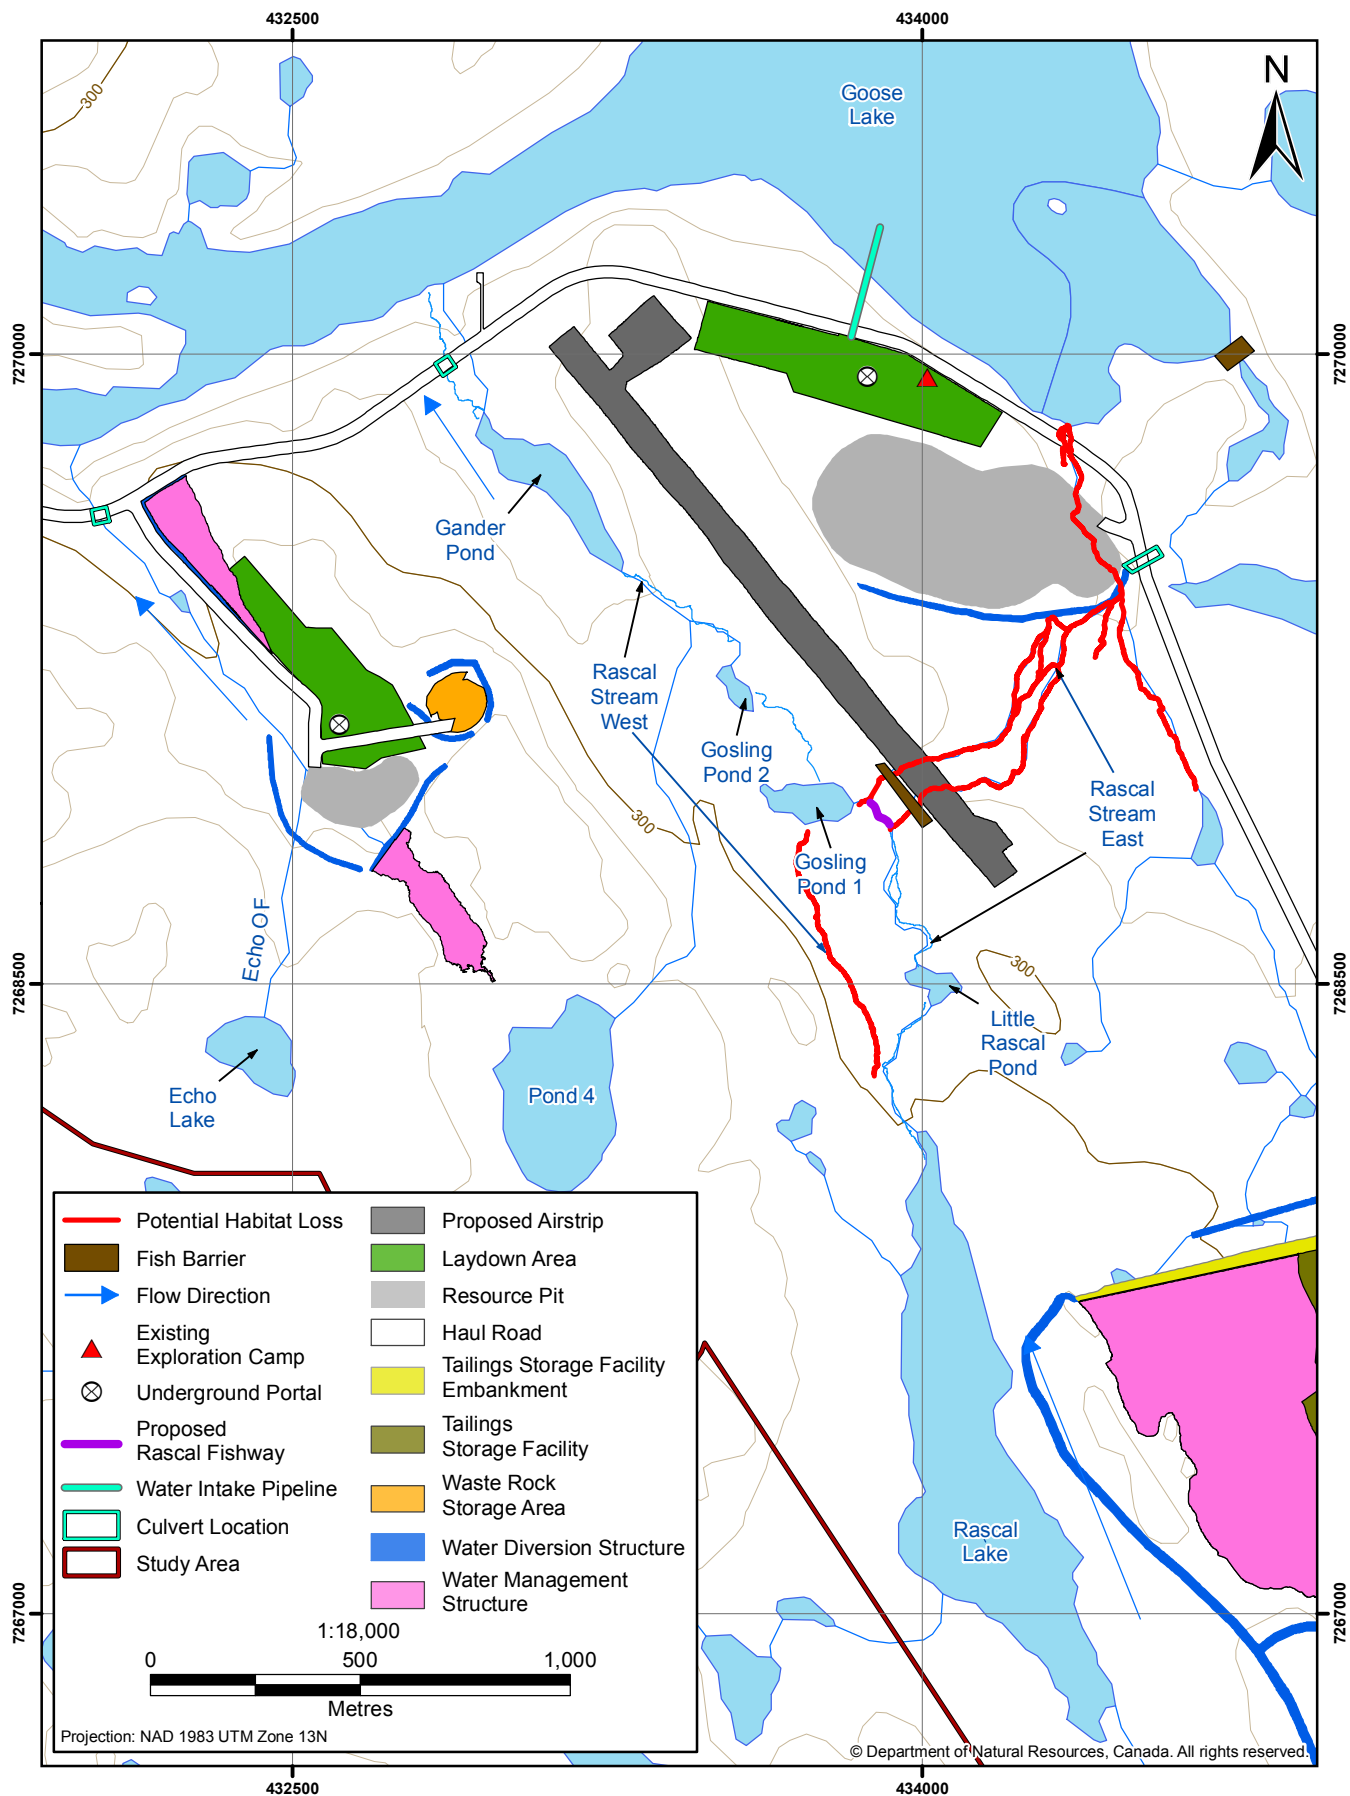 432500
434000
300
Goose
Lake
N
7270000
7270000
Gander
Pond
Rascal
Stream
West
Gosling
Pond 2
300
Rascal
Stream
East
Gosling
Pond 1
Echo OF
300
7268500
7268500
Little
Rascal
Pond
Echo
Lake
Pond 4
Potential Habitat Loss
Fish Barrier
Flow Direction
Existing
Exploration Camp
Underground Portal
Proposed
Rascal Fishway
Water Intake Pipeline
Culvert Location
Study Area
Proposed Airstrip
Laydown Area
Resource Pit
Haul Road
Tailings Storage Facility
Embankment
Tailings
Storage Facility
Waste Rock
Storage Area
Water Diversion Structure
Water Management
Structure
Rascal
Lake
7267000
7267000
1:18,000
0 500 1,000
Metres
Projection: NAD 1983 UTM Zone 13N
© Department of Natural Resources, Canada. All rights reserved.
432500
434000